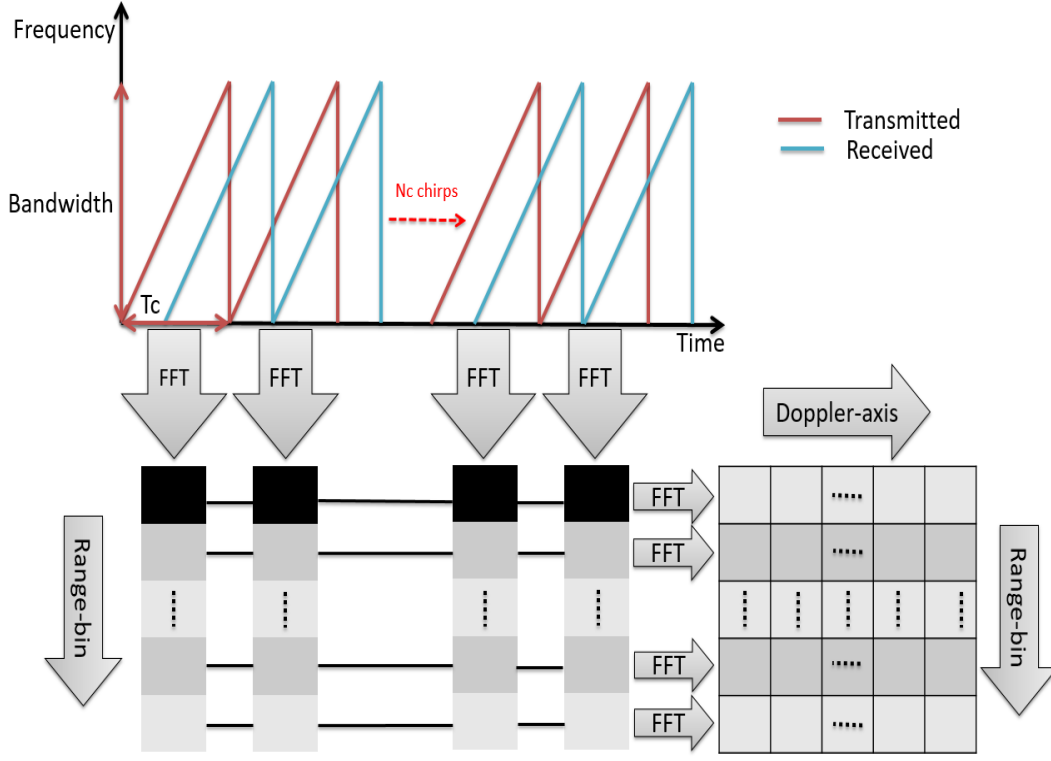 Frequency
Transmitted
Received
Nc chirps
Bandwidth
Tc
Time
FFT
FFT
FFT
FFT
Doppler-axis
FFT
FFT
FFT
FFT
Range-bin
Range-bin